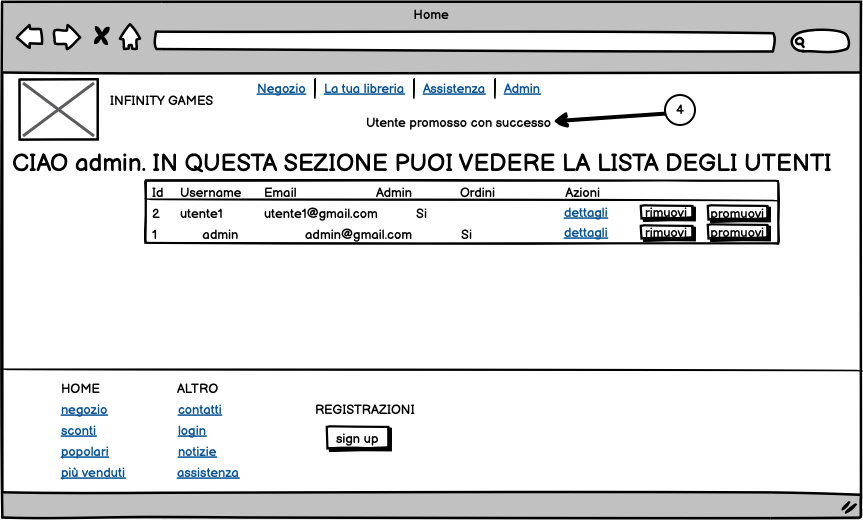 Home
INFINITY GAMES
Negozio La tua libreria Assistenza Admin
Utente promosso con successo
4
CIAO admin. IN QUESTA SEZIONE PUOI VEDERE LA LISTA DEGLI UTENTI
Id Username Email Admin Ordini Azioni
2 utente1 utente1@gmail.com Si dettagli rimuovi promuovi
1 admin admin@gmail.com Si dettagli rimuovi promuovi
HOME ALTRO
negozio contatti REGISTRAZIONI
sconti login sign up
popolari notizie
più venduti assistenza